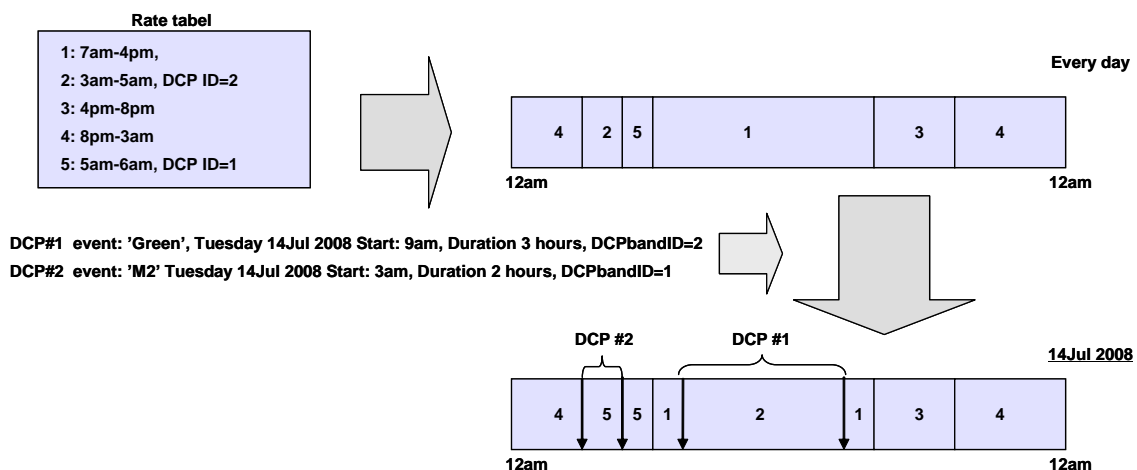 Rate tabel
1: 7am-4pm,
2: 3am-5am, DCP ID=2
3: 4pm-8pm
4: 8pm-3am
5: 5am-6am, DCP ID=1
Every day
4 2 5 1 3 4
12am 12am
DCP#1 event: ’Green’, Tuesday 14Jul 2008 Start: 9am, Duration 3 hours, DCPbandID=2
DCP#2 event: ’M2’ Tuesday 14Jul 2008 Start: 3am, Duration 2 hours, DCPbandID=1
DCP #2 DCP #1
14Jul 2008
4 5 5 1 2 1 3 4
12am 12am